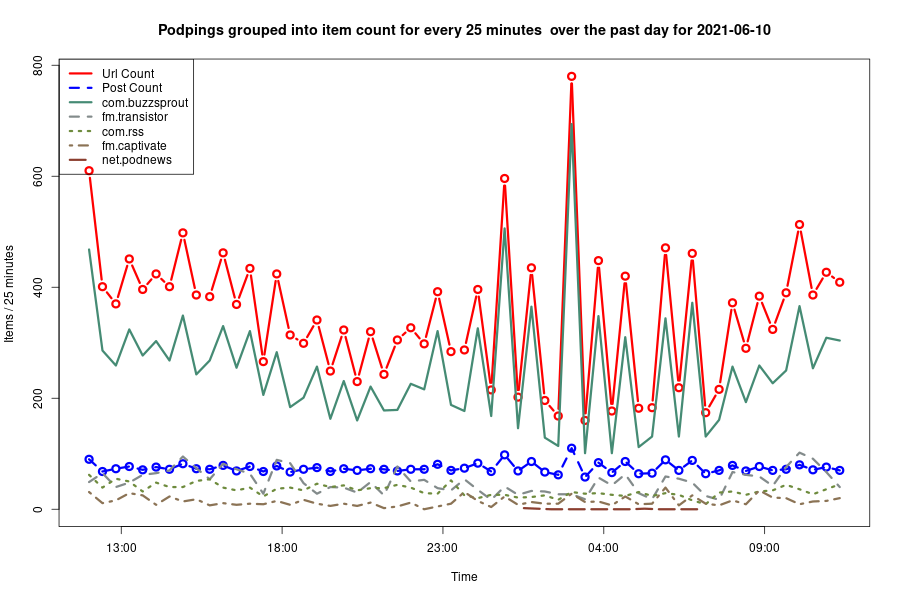 Podpings grouped into item count for every 25 minutes  over the past day for 2021-06-10
Items / 25 minutes
800
600
400
200
0
Url Count
Post Count
com.buzzsprout
fm.transistor
com.rss
fm.captivate
net.podnews
13:00
18:00
23:00
04:00
09:00
Time